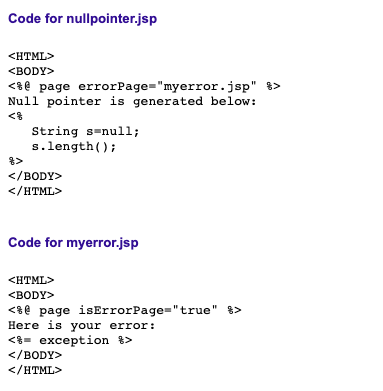 Code for nullpointer.jsp
<HTML>
<BODY>
<%@ page errorPage="myerror.jsp" %>
Null pointer is generated below:
<%
   String s=null;
   s.length();
%>
</BODY>
</HTML>
Code for myerror.jsp
<HTML>
<BODY>
<%@ page isErrorPage="true" %>
Here is your error:
<%= exception %>
</BODY>
</HTML>